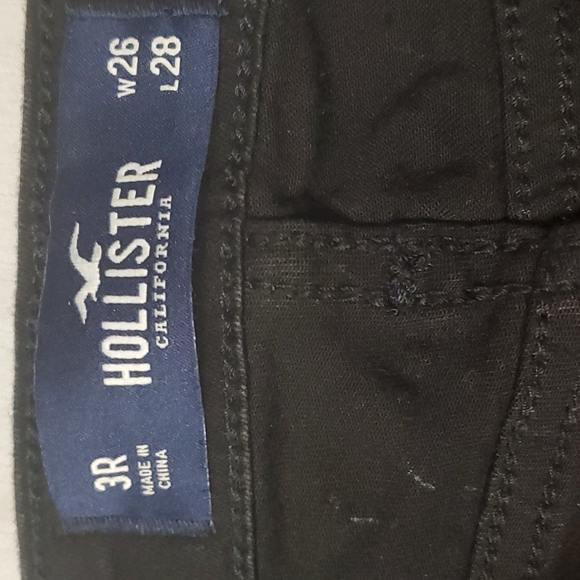 3R
MADE IN
CHINA
HOLLISTER
CALIFORNIA
W26
L28